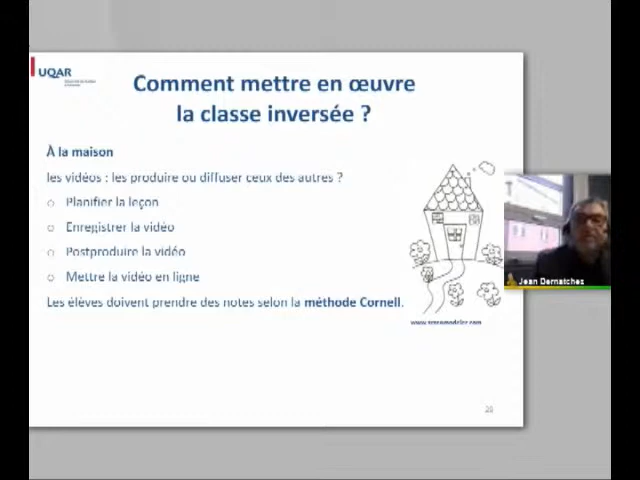 UQAR
Comment mettre en œuvre
la classe inversée ?
À la maison
les vidéos : les produire ou diffuser ceux des autres ?
o Planifier la leçon
o Enregistrer la vidéo
o Postproduire la vidéo
o Mettre la vidéo en ligne
Les élèves doivent prendre des notes selon la méthode Cornell.
Jean Dernatchez